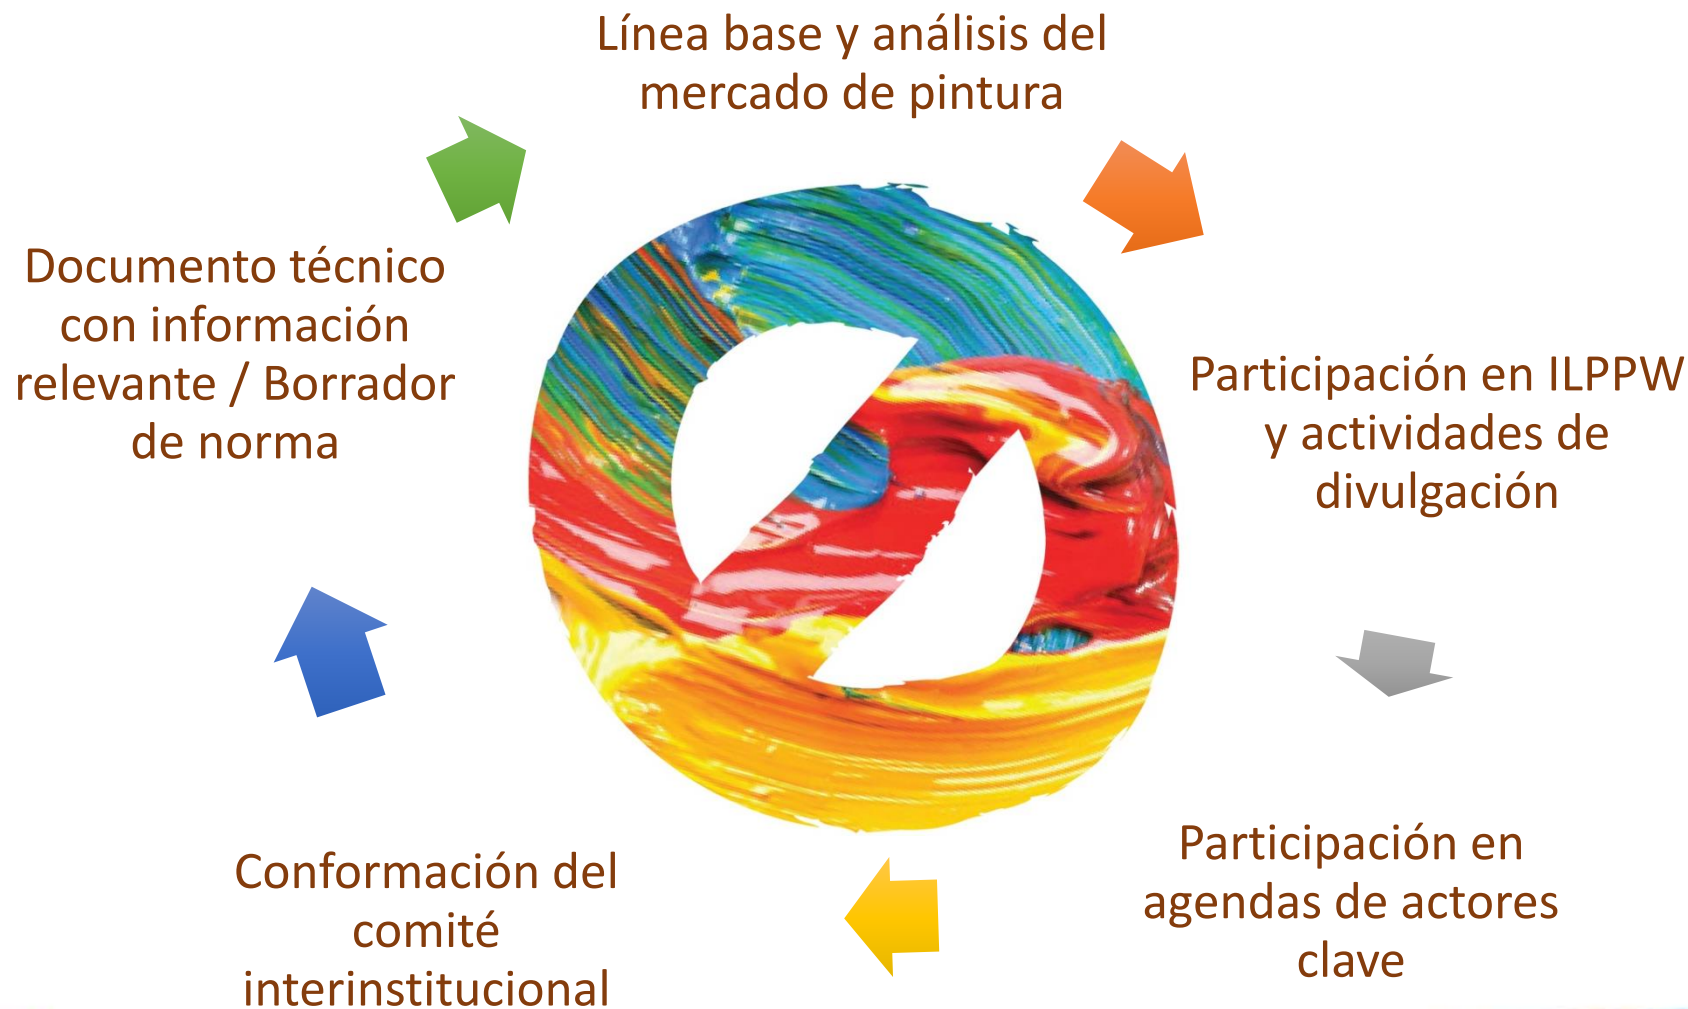 Línea base y análisis del
mercado de pintura
Participación en ILPPW
y actividades de
divulgación
Participación en
agendas de actores
clave
Conformación del
comité
interinstitucional
Documento técnico
con información
relevante / Borrador
de norma